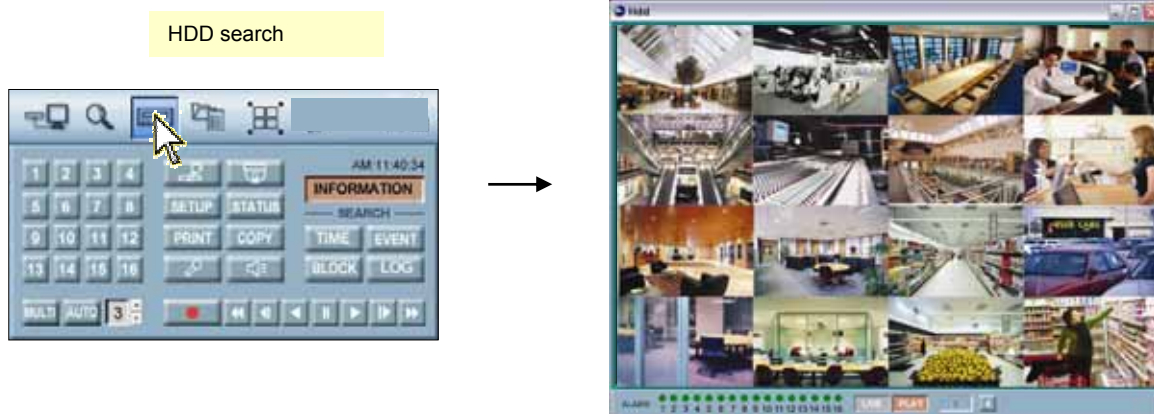 HDD search
Hdd
AM 11:40:34
1 2 3 4
INFORMATION
5 6 7 8
SETUP STATUS
SEARCH
9 10 11 12
PRINT COPY
TIME EVENT
13 14 15 16
BLOCK LOG
MULTI AUTO 3
ALARM
1 2 3 4 5 6 7 8 9 10 11 12 13 14 15 16
LIVE PLAY